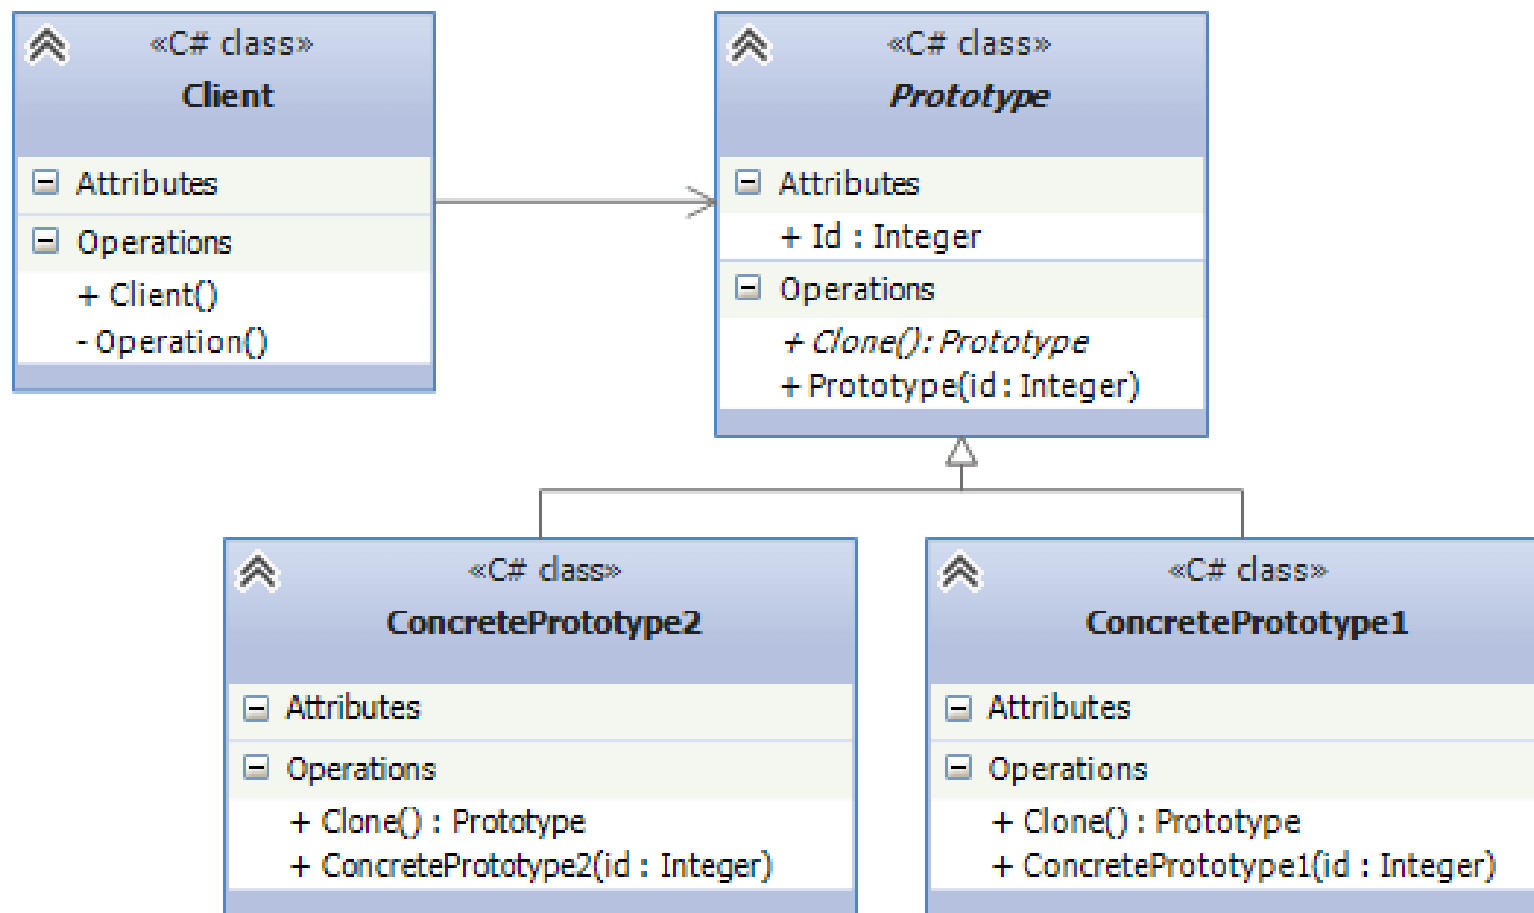 «C# class»
Client
Attributes
Operations
+ Client()
- Operation()
«C# class»
Prototype
Attributes
+ Id : Integer
Operations
+ Clone(): Prototype
+ Prototype(id : Integer)
«C# class»
ConcretePrototype2
Attributes
Operations
+ Clone() : Prototype
+ ConcretePrototype2(id : Integer)
«C# class»
ConcretePrototype1
Attributes
Operations
+ Clone() : Prototype
+ ConcretePrototype1(id : Integer)